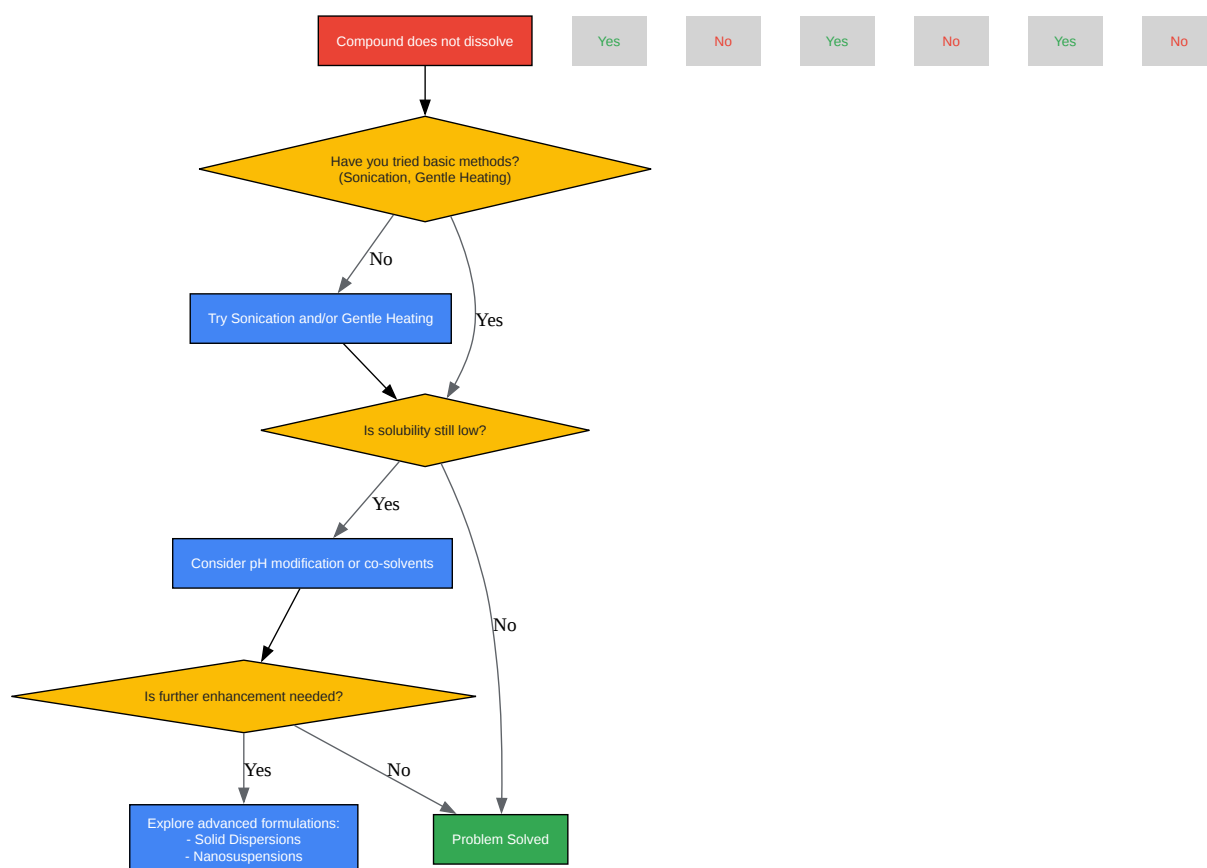 Compound does not dissolve
Yes
No
Yes
No
Yes
No
Have you tried basic methods?
(Sonication, Gentle Heating)
No
Try Sonication and/or Gentle Heating
Yes
Is solubility still low?
Yes
Consider pH modification or co-solvents
No
Is further enhancement needed?
Yes
No
Explore advanced formulations:
- Solid Dispersions
- Nanosuspensions
Problem Solved